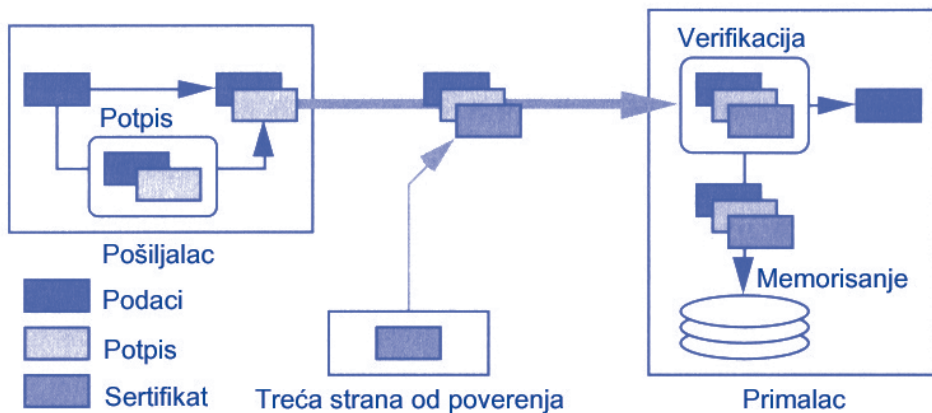 Potpis
Pošiljalac
Podaci
Potpis
Sertifikat
Treća strana od poverenja
Verifikacija
Memorisanje
Primalac